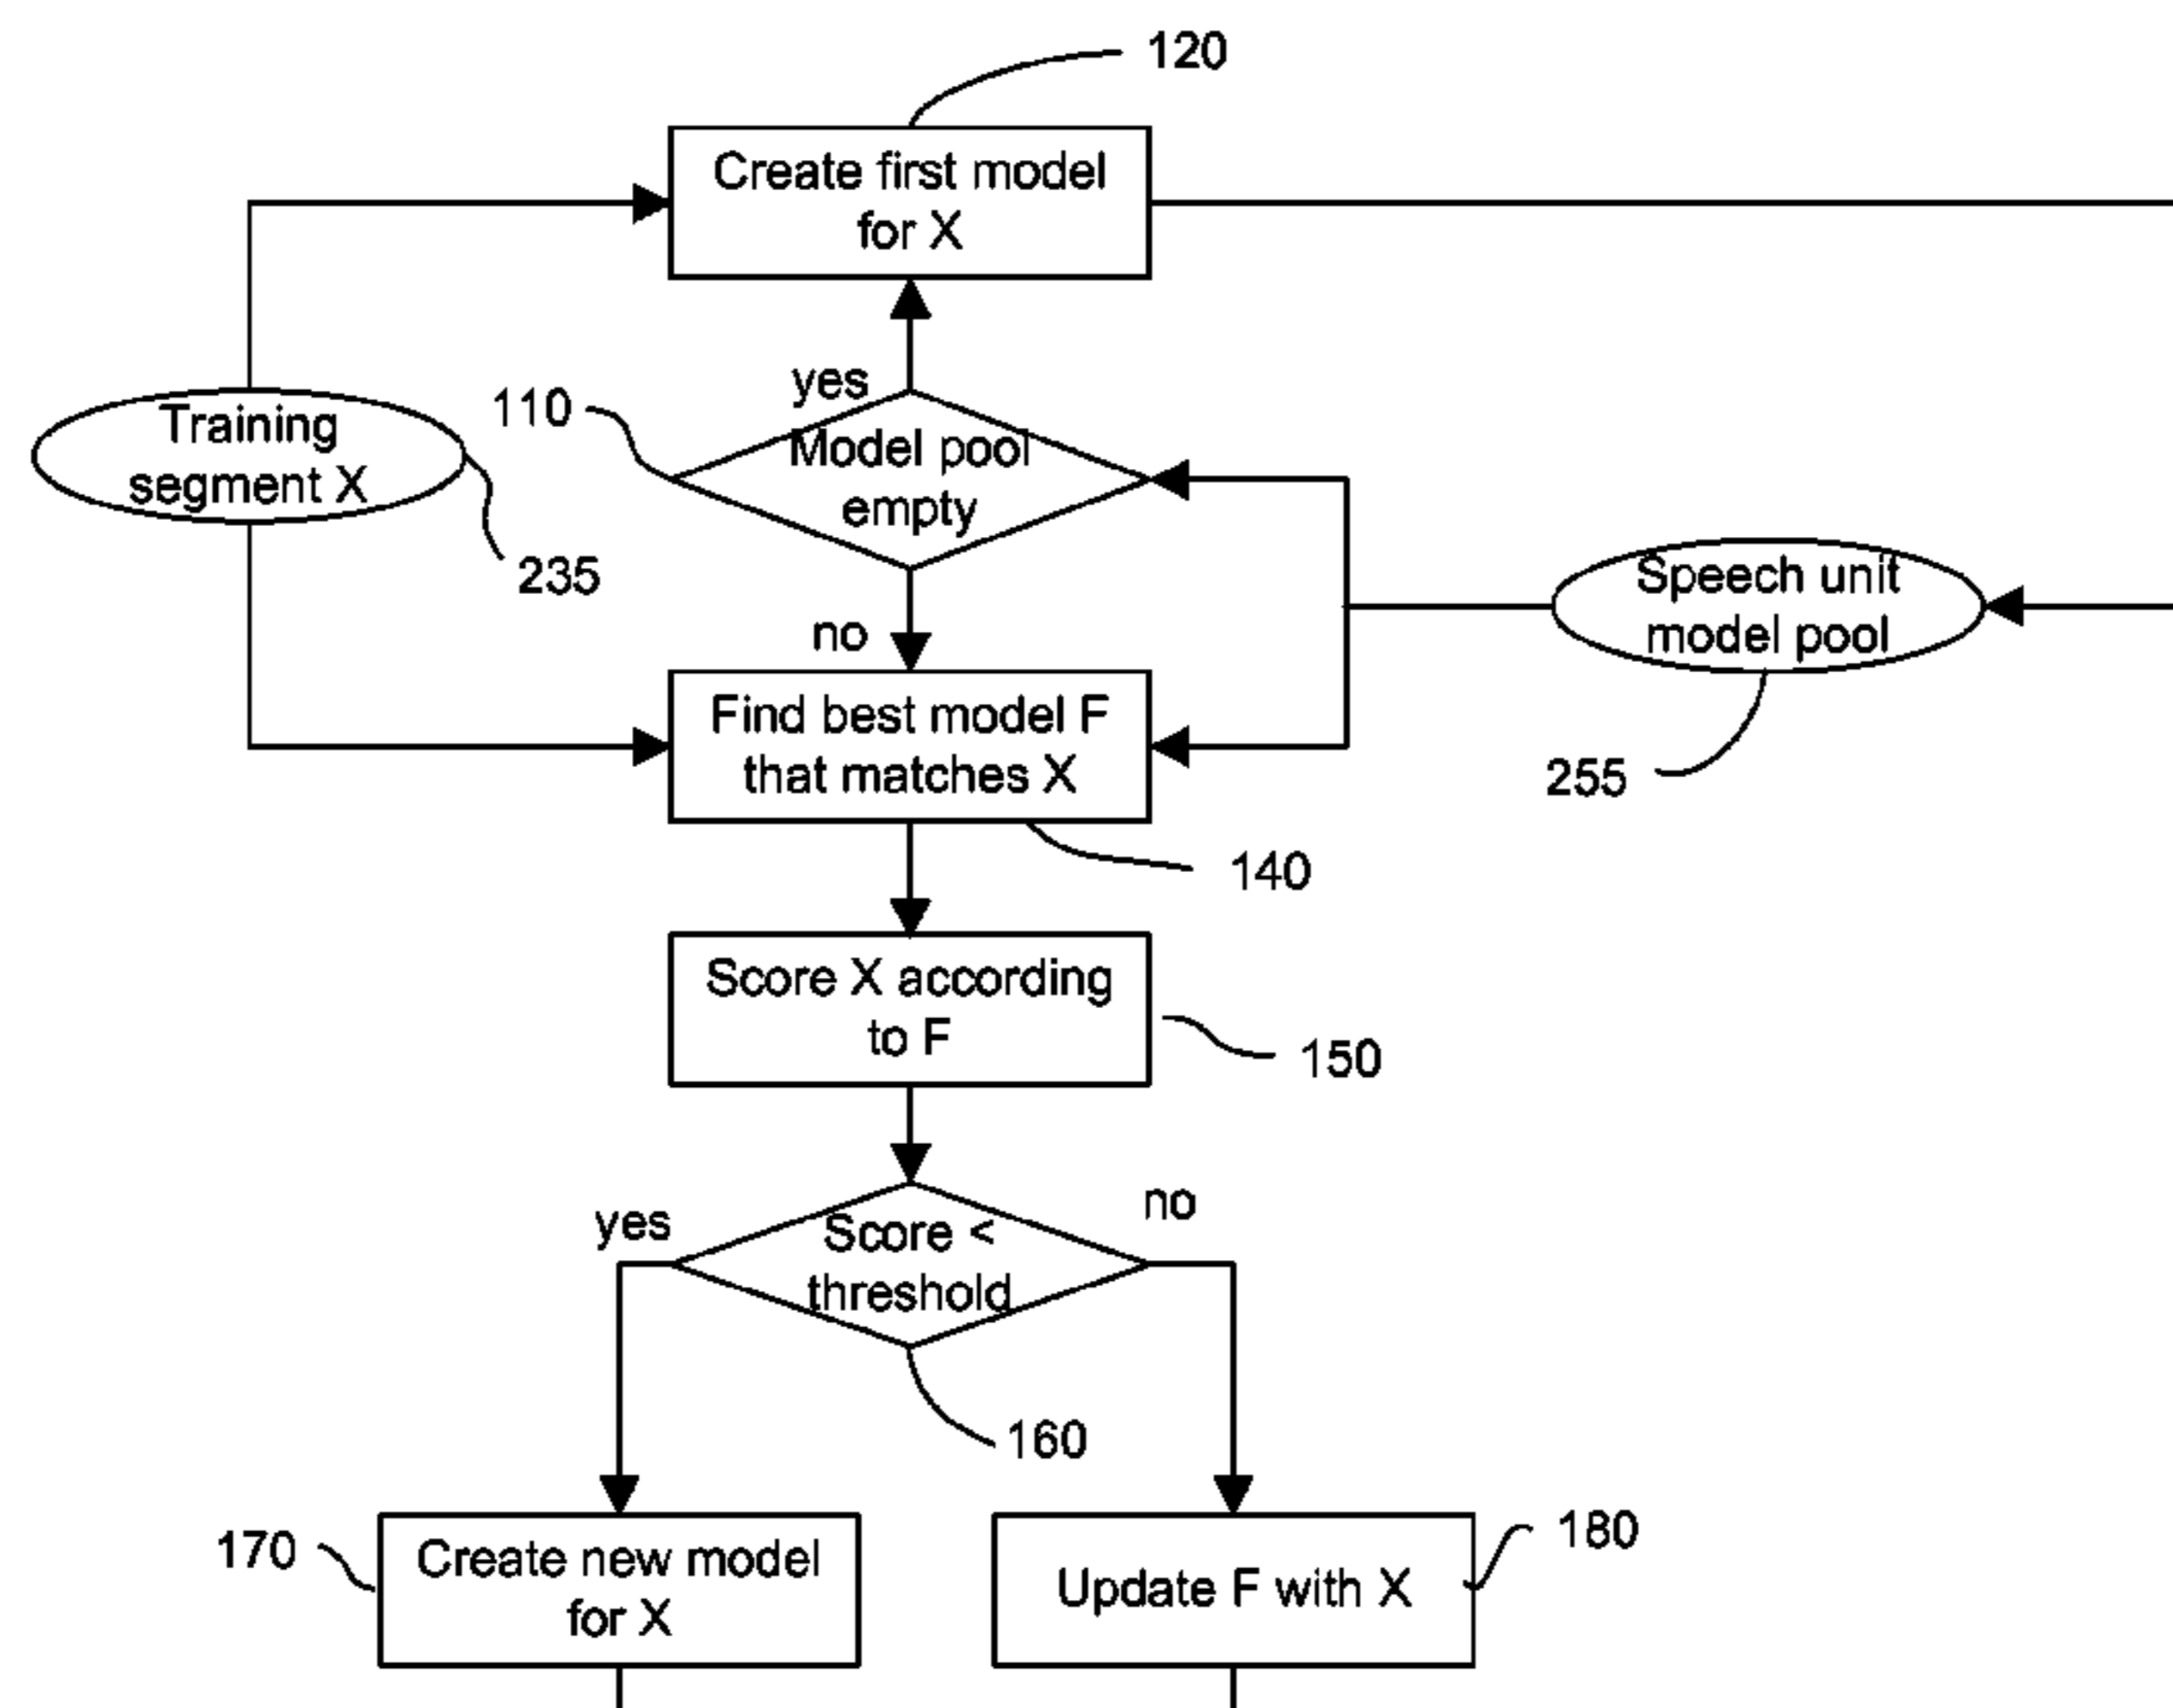 120
Create first model
for X
yes
110
Model pool
empty
Training
segment X
235
no
Speech unit
model pool
255
Find best model F
that matches X
140
Score X according
to F
150
yes
Score <
threshold
no
160
170
Create new model
for X
Update F with X
180